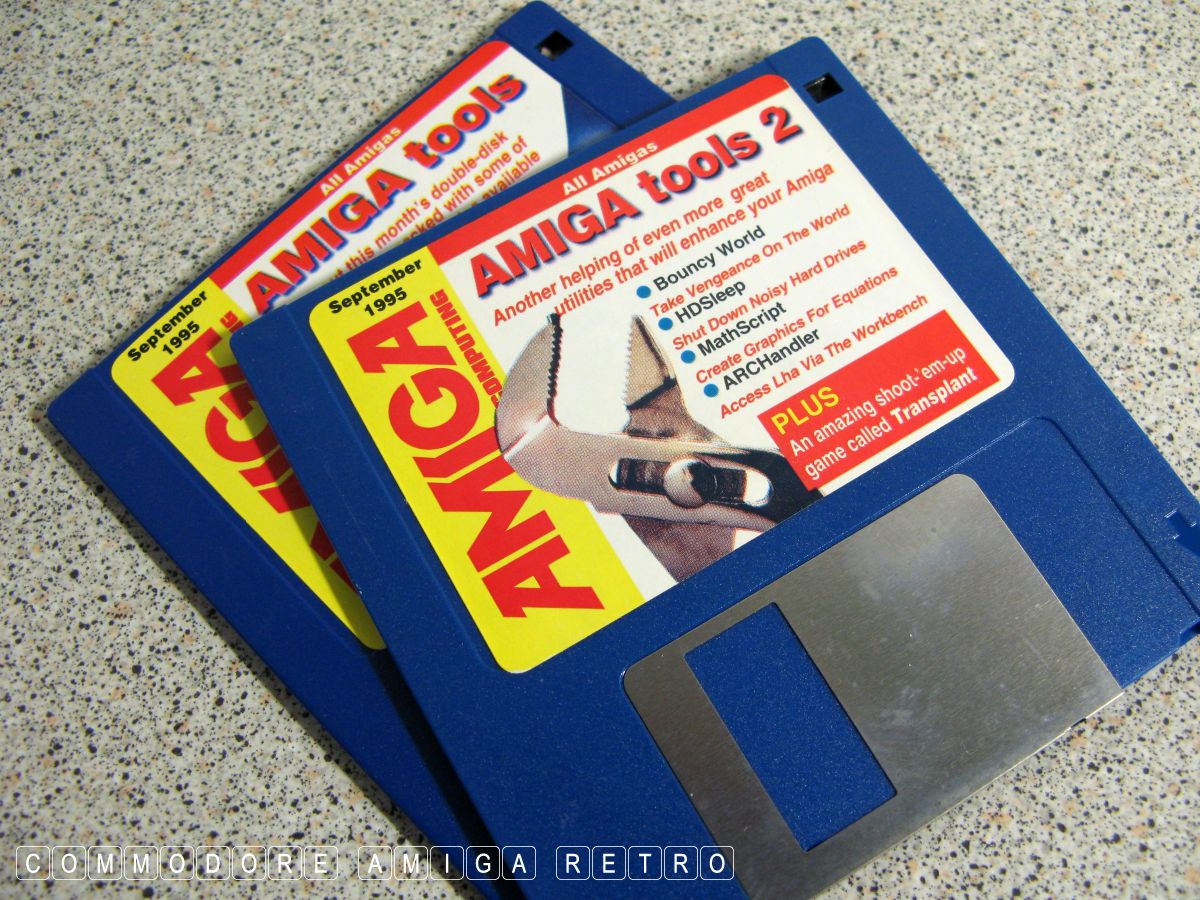 All Amigas
AMIGA tools
this month's double-disk
with some of
available
September
1995
AMIGA
All Amigas
AMIGA tools 2
Another helping of even more great
utilities that will enhance your Amiga
Bouncy World
Take Vengeance On The World
HDSleep
Shut Down Noisy Hard Drives
MathScript
Create Graphics For Equations
ARCHandler
Access Lha Via The Workbench
PLUS
An amazing shoot-'em-up
game called Transplant
September
1995
AMIGA
COMPUTING
COMMODORE AMIGA RETRO